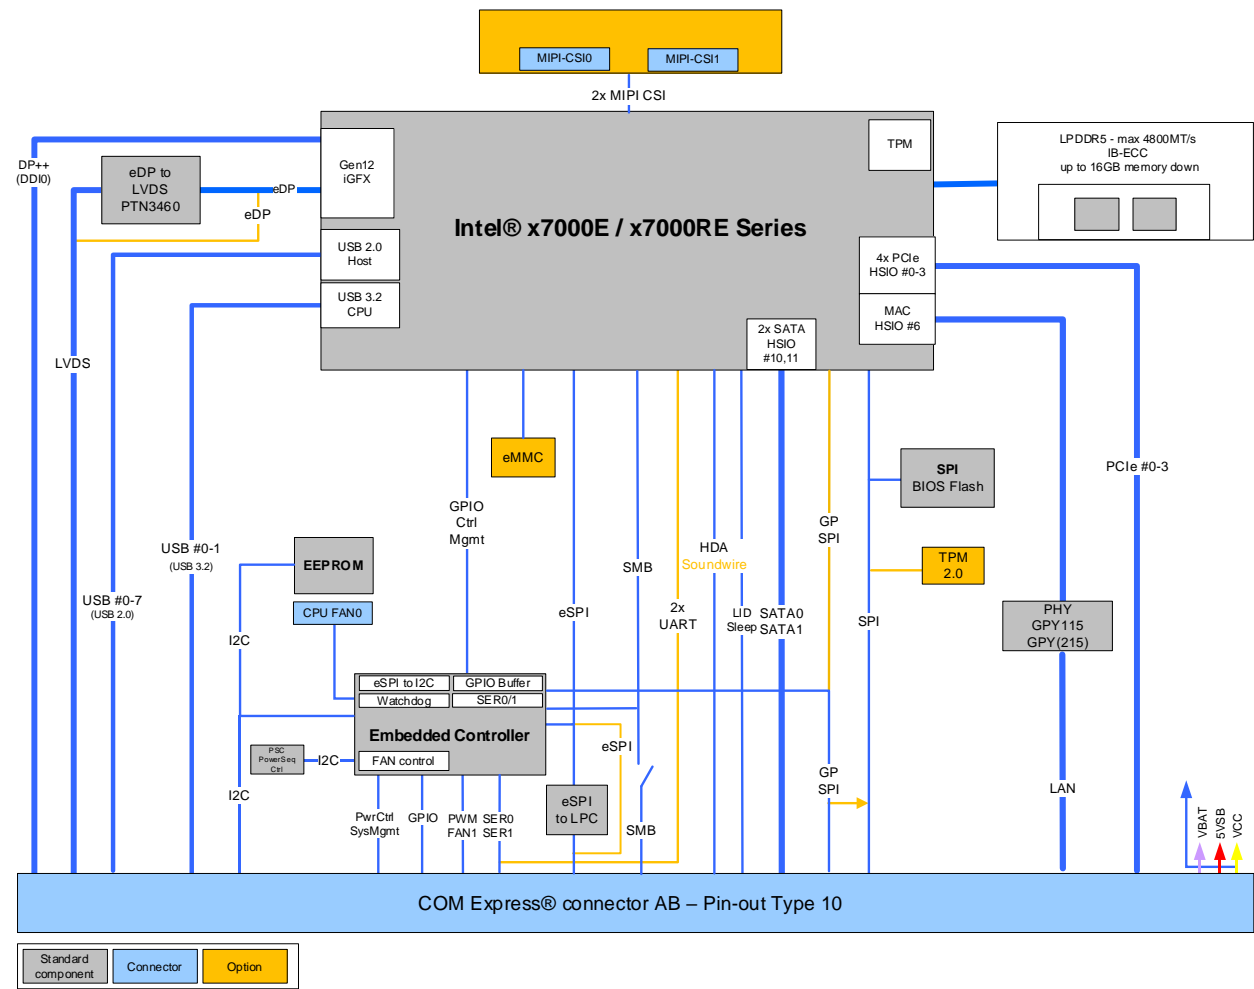 MIPI-CSI0
MIPI-CSI1
2x MIPI CSI
DP++
(DDI0)
eDP to
LVDS
PTN3460
eDP
eDP
Gen12
iGFX
TPM
LPDDR5 - max 4800MT/s
IB-ECC
up to 16GB memory down
Intel® x7000E / x7000RE Series
USB 2.0
Host
USB 3.2
CPU
4x PCIe
HSIO #0-3
MAC
HSIO #6
2x SATA
HSIO
#10,11
LVDS
eMMC
SPI
BIOS Flash
PCIe #0-3
GPIO
Ctrl
Mgmt
GP
SPI
USB #0-1
(USB 3.2)
EEPROM
SMB
HDA
Soundwire
TPM
2.0
USB #0-7
(USB 2.0)
CPU FAN0
I2C
eSPI
2x
UART
LID
Sleep
SATA0
SATA1
SPI
PHY
GPY115
GPY(215)
eSPI to I2C
GPIO Buffer
Watchdog
SER0/1
Embedded Controller
FAN control
PSC
PowerSeq
Ctrl
I2C
eSPI
I2C
GP
SPI
LAN
eSPI
to LPC
PwrCtrl
SysMgmt
GPIO
PWM
FAN1
SER0
SER1
SMB
VBAT
5VSB
VCC
COM Express® connector AB – Pin-out Type 10
Standard
component
Connector
Option